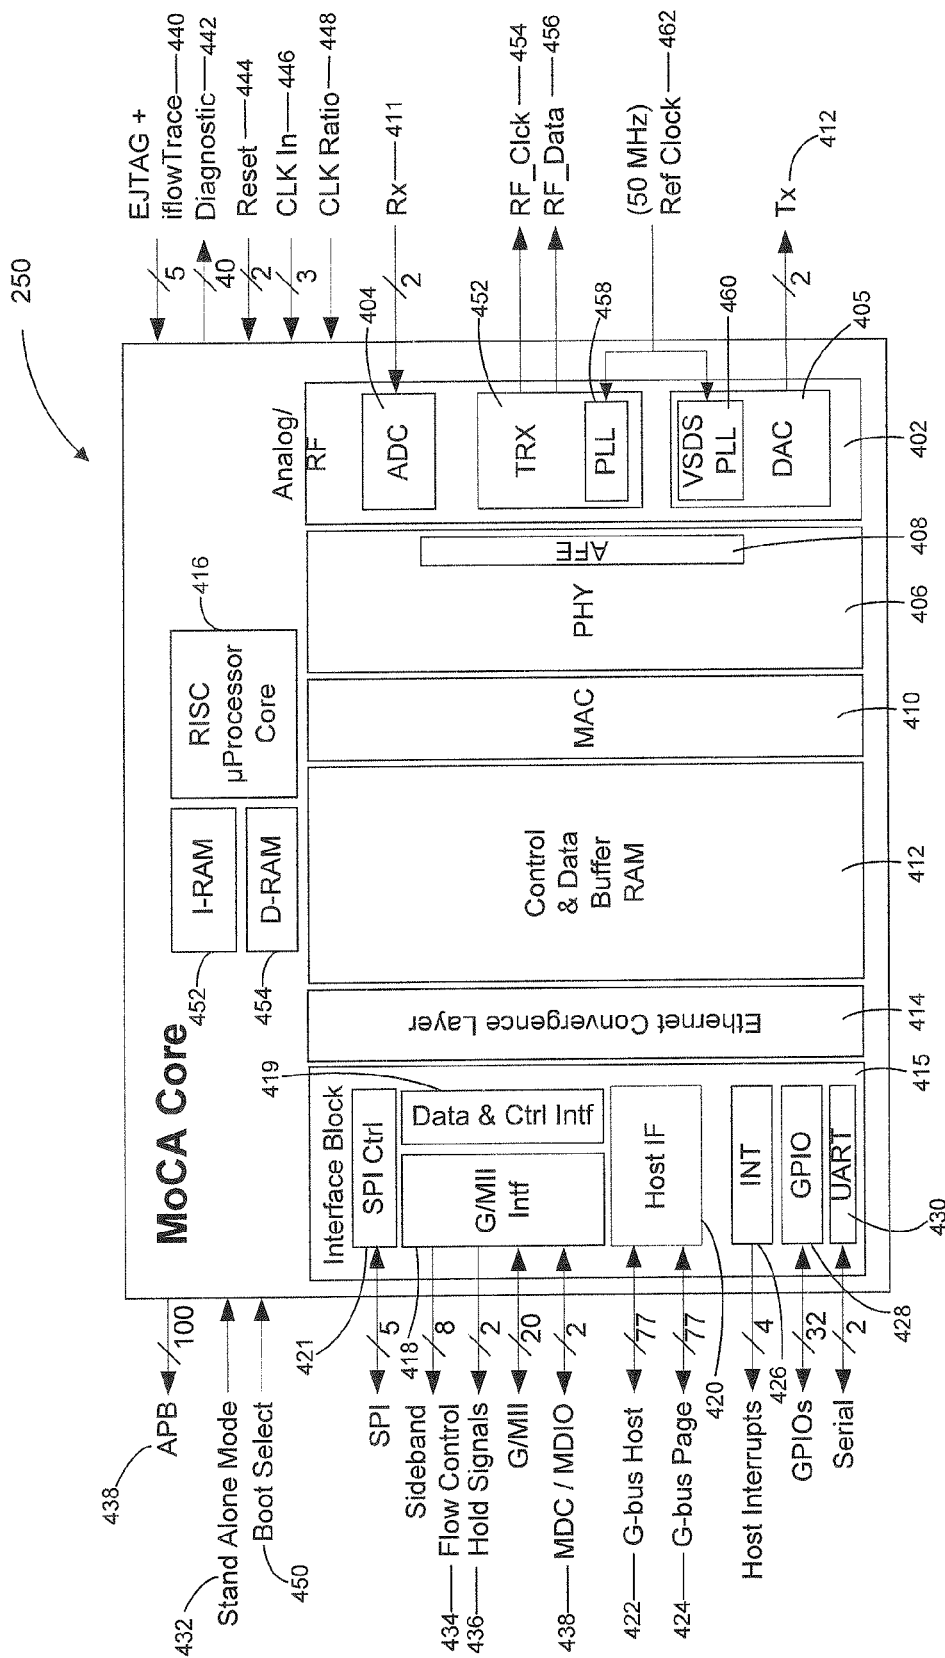 250
MoCA Core
438 APB
100
432 Stand Alone Mode
450 Boot Select
EJTAG +
iflowTrace 440
5
Diagnostic 442
40
Reset 444
2
CLK In 446
3
CLK Ratio 448
I-RAM
452
D-RAM
454
RISC
µProcessor
Core
416
Interface Block
415
SPI Ctrl
421
SPI
5
Data & Ctrl Intf
419
G/MII
Intf
418
Sideband
434 Flow Control
8
436 Hold Signals
2
G/MII
20
438 MDC / MDIO
2
Host IF
420
422 G-bus Host
77
424 G-bus Page
77
INT
426
Host Interrupts
4
GPIO
428
GPIOs
32
UART
430
Serial
2
Ethernet Convergence Layer
414
Control
& Data
Buffer
RAM
412
MAC
410
PHY
406
AFE
408
Analog/
RF
402
ADC
404
Rx 411
2
TRX
452
RF_Clck 454
RF_Data 456
PLL
458
(50 MHz)
Ref Clock 462
VSDS
PLL
460
DAC
405
Tx
412
2